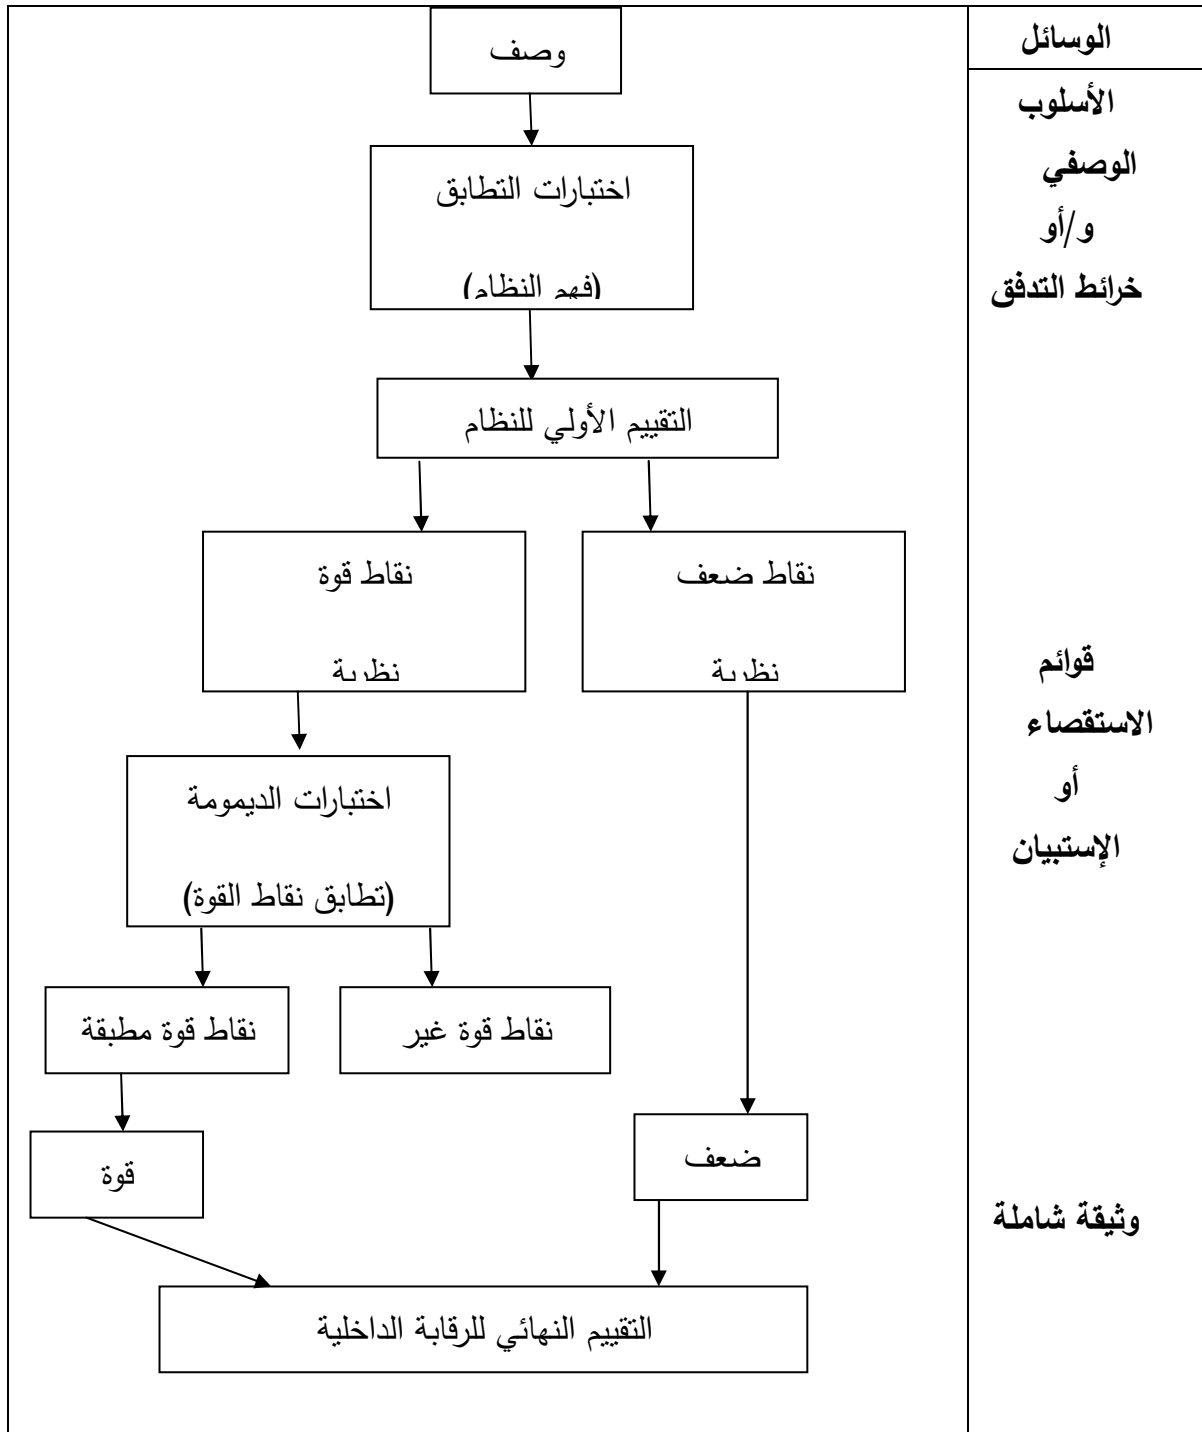 الوسائل
وصف
الأسلوب
الوصفي
و/أو
خرائط التدفق
اختبارات التطابق
(فهم النظام)
التقييم الأولي للنظام
نقاط ضعف
نظرية
نقاط قوة
نظرية
قوائم
الاستقصاء
أو
الإستبيان
اختبارات الديمومة
(تطابق نقاط القوة)
نقاط قوة غير
نقاط قوة مطبقة
ضعف
قوة
وثيقة شاملة
التقييم النهائي للرقابة الداخلية